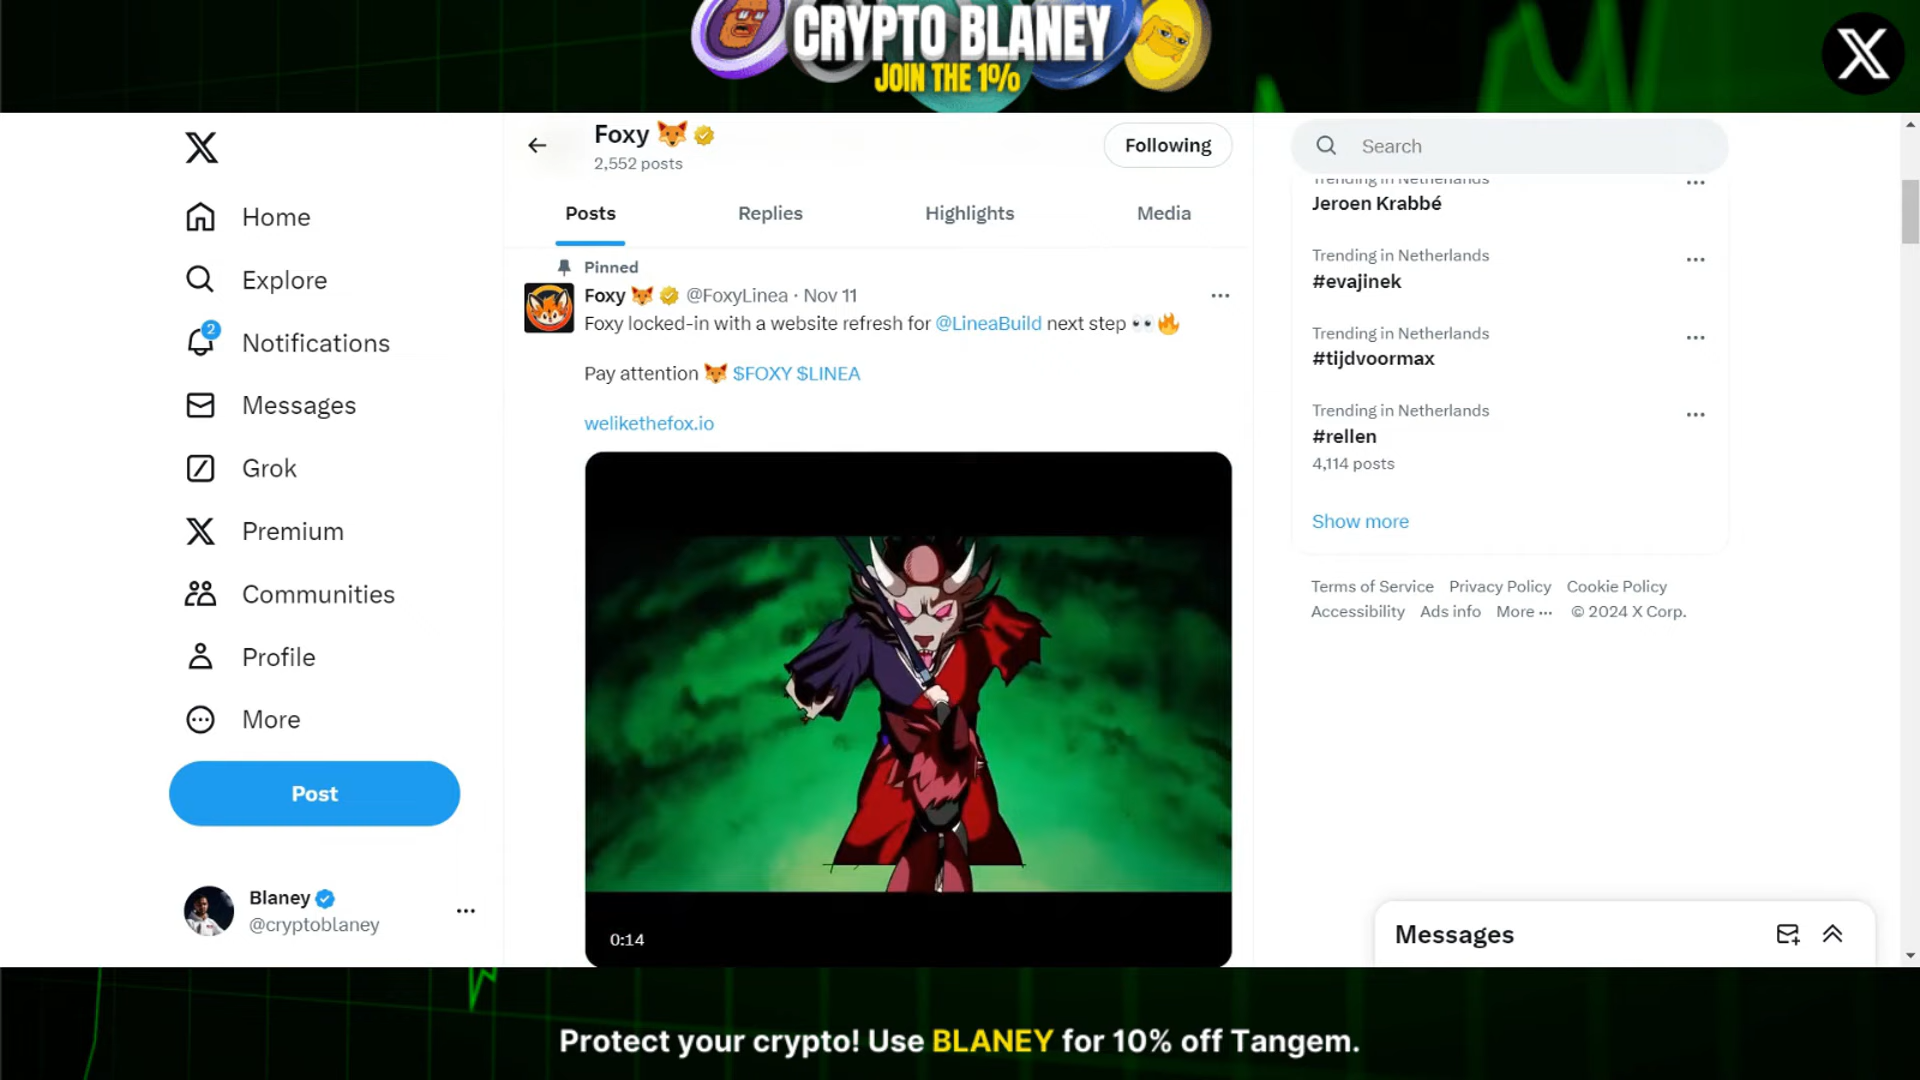 CRYPTO BLANEY
JOIN THE 1%
X
X
Home
Explore
2
Notifications
Messages
Grok
Premium
Communities
Profile
More
Post
Blaney
@cryptoblaney
Foxy
2,552 posts
Following
Posts
Replies
Highlights
Media
Pinned
Foxy @FoxyLinea · Nov 11
Foxy locked-in with a website refresh for @LineaBuild next step
Pay attention $FOXY $LINEA
welikethefox.io
0:14
Search
Trending in Netherlands
Jeroen Krabbé
Trending in Netherlands
#evajinek
Trending in Netherlands
#tijdvoormax
Trending in Netherlands
#rellen
4,114 posts
Show more
Terms of Service Privacy Policy Cookie Policy
Accessibility Ads info More ··· © 2024 X Corp.
Messages
Protect your crypto! Use BLANEY for 10% off Tangem.